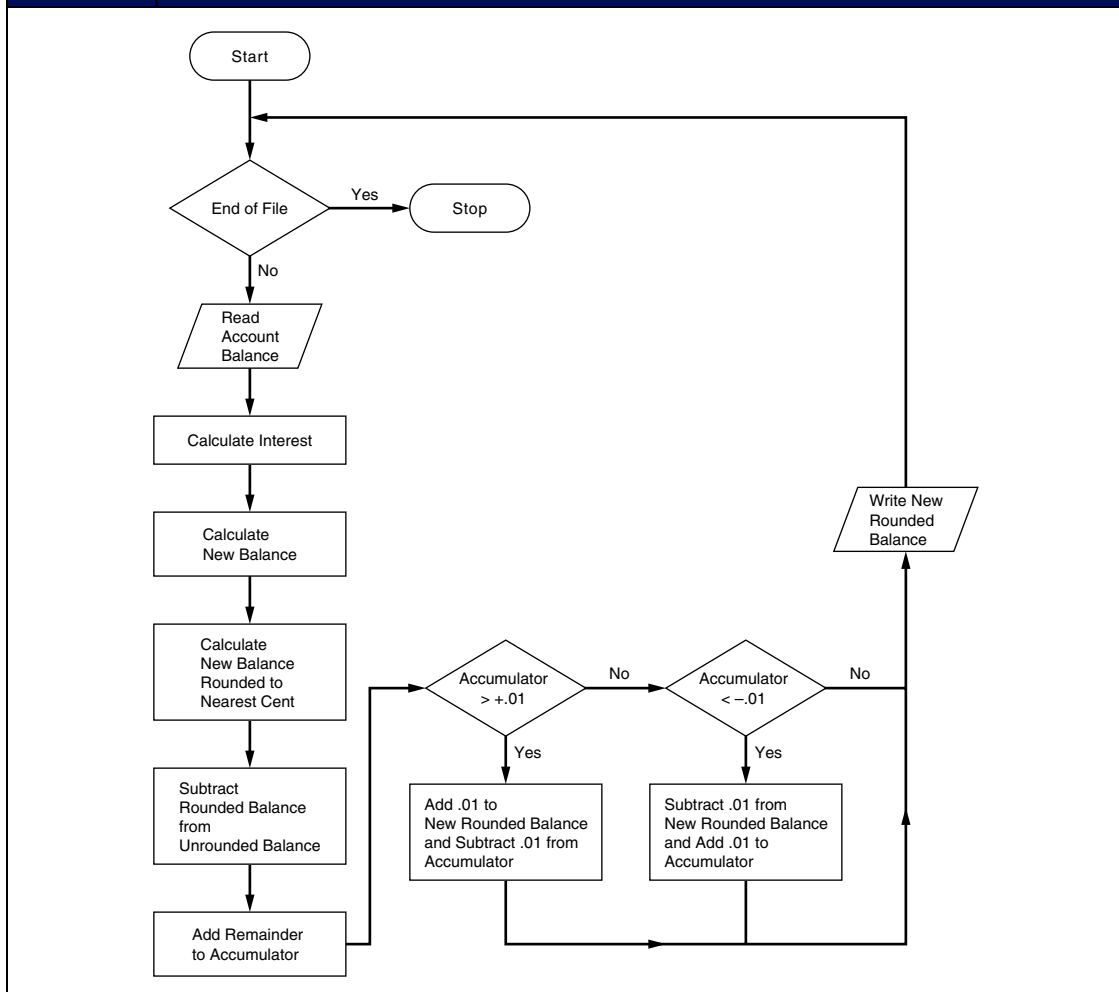 Start
End of File
Yes
Stop
No
Read
Account
Balance
Calculate Interest
Calculate
New Balance
Calculate
New Balance
Rounded to
Nearest Cent
Subtract
Rounded Balance
from
Unrounded Balance
Add Remainder
to Accumulator
Accumulator
> +.01
No
Yes
Add .01 to
New Rounded Balance
and Subtract .01 from
Accumulator
Accumulator
< –.01
No
Yes
Subtract .01 from
New Rounded Balance
and Add .01 to
Accumulator
Write New
Rounded
Balance